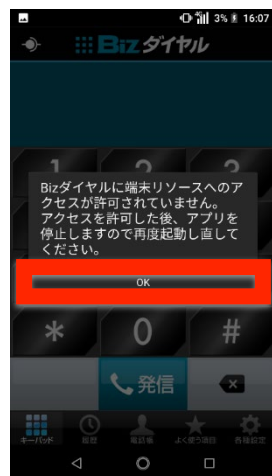 3% 16:07
Bizダイヤル
1 2 3
Bizダイヤルに端末リソースへのア
クセスが許可されていません。
アクセスを許可した後、アプリを
停止しますので再度起動し直して
ください。
OK
* 0 #
発信
キーパッド 履歴 電話帳 よく使う項目 各種設定